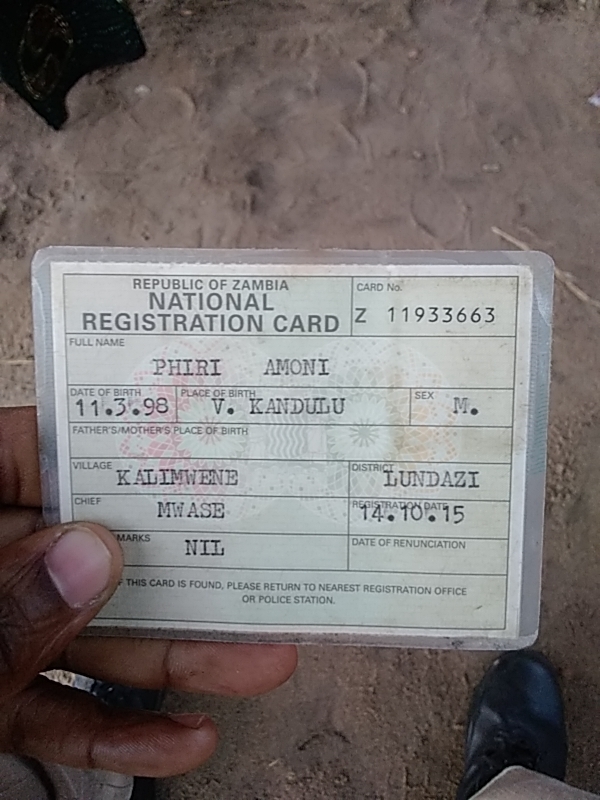 REPUBLIC OF ZAMBIA
NATIONAL
REGISTRATION CARD
CARD No.
Z 11933663
FULL NAME
PHIRI AMONI
DATE OF BIRTH
11.3.98
PLACE OF BIRTH
V. KANDULU
SEX
M.
FATHER'S/MOTHER'S PLACE OF BIRTH
VILLAGE
KALIMWENE
DISTRICT
LUNDAZI
CHIEF
MWASE
REGISTRATION DATE
14.10.15
MARKS
NIL
DATE OF RENUNCIATION
IF THIS CARD IS FOUND, PLEASE RETURN TO NEAREST REGISTRATION OFFICE
OR POLICE STATION.